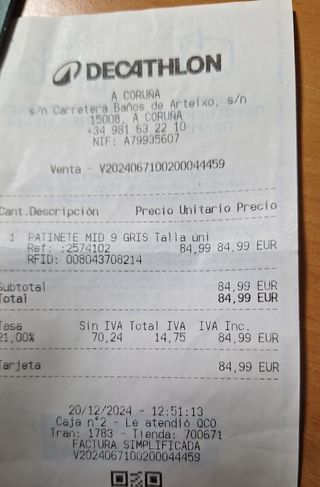 DECATHLON
A CORUÑA
s/n Carretera Baños de Arteixo, s/n
15008, A CORUÑA
+34 981 63 22 10
NIF: A79935607
Venta - V2024067100200044459
Cant.Descripción Precio Unitario Precio
1 PATINETE MID 9 GRIS Talla úni
Ref: :2574102 84,99 84,99 EUR
RFID: 008043708214
Subtotal 84,99 EUR
Total 84,99 EUR
Tasa Sin IVA Total IVA IVA Inc.
21,00% 70,24 14,75 84,99 EUR
Tarjeta 84,99 EUR
20/12/2024 - 12:51:13
Caja n°2 - Le atendió QCO
Tran: 1783 - Tienda: 700671
FACTURA SIMPLIFICADA
V2024067100200044459